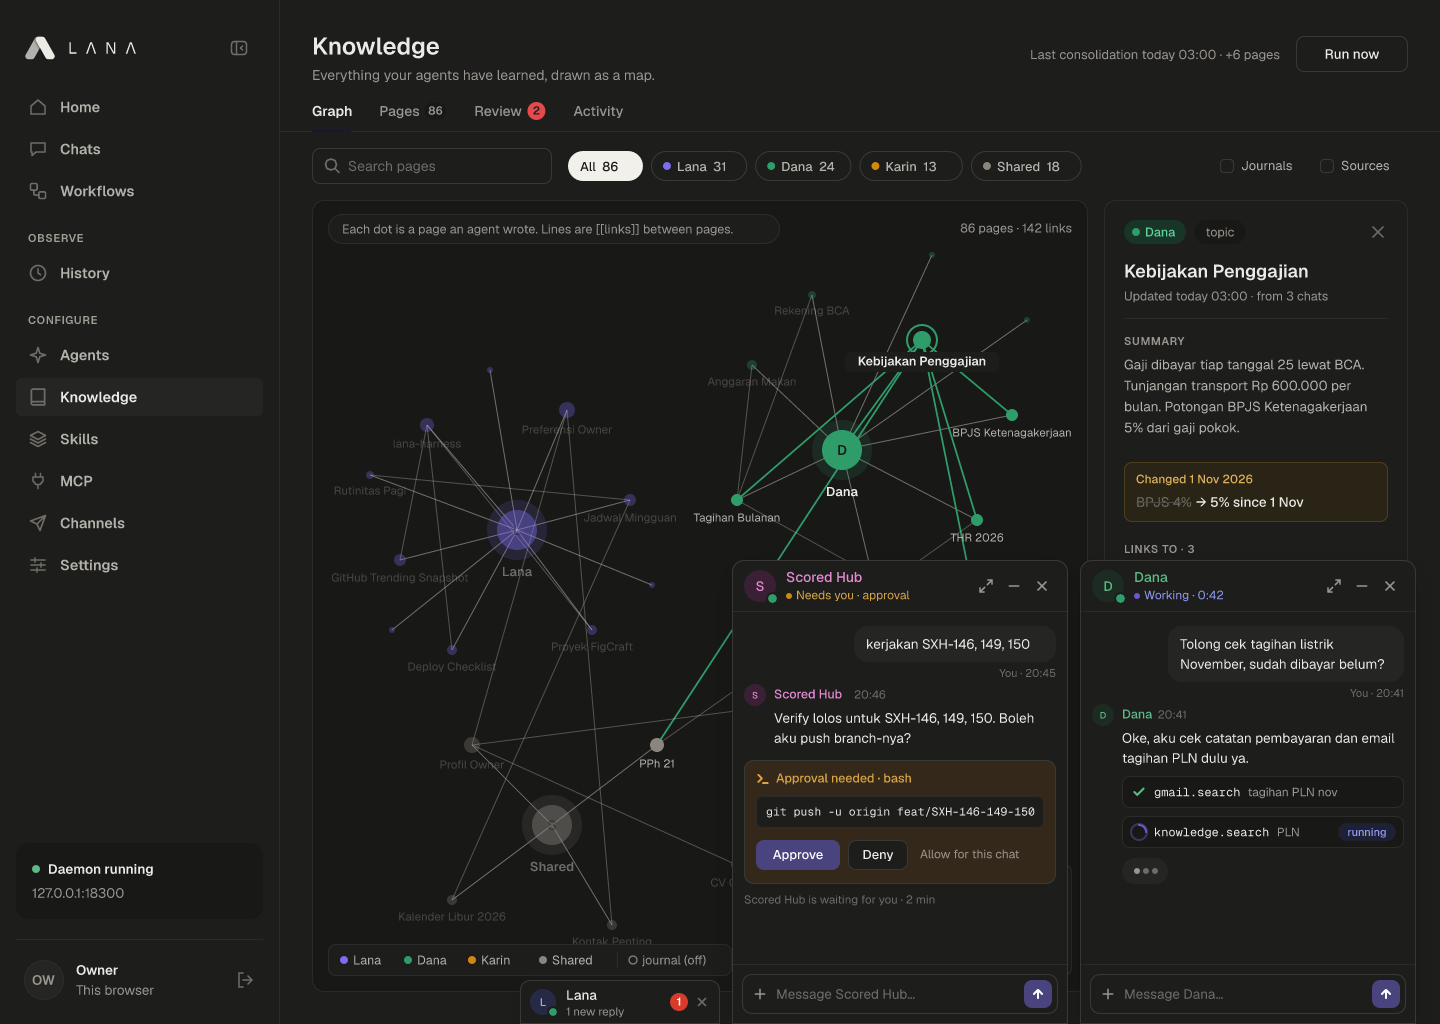 LANA
Home
Chats
Workflows
OBSERVE
History
CONFIGURE
Agents
Knowledge
Skills
MCP
Channels
Settings
Daemon running
127.0.0.1:18300
OW
Owner
This browser
Knowledge
Everything your agents have learned, drawn as a map.
Last consolidation today 03:00 · +6 pages
Run now
Graph
Pages 86
Review 2
Activity
Search pages
All 86
Lana 31
Dana 24
Karin 13
Shared 18
Journals
Sources
Each dot is a page an agent wrote. Lines are [[links]] between pages.
86 pages · 142 links
Rekening BCA
Kebijakan Penggajian
Anggaran Makan
BPJS Ketenagakerjaan
D
Dana
Tagihan Bulanan
THR 2026
lana-harness
Preferensi Owner
Rutinitas Pagi
Jadwal Mingguan
Lana
GitHub Trending Snapshot
Proyek FigCraft
Deploy Checklist
Profil Owner
PPh 21
Shared
Kalender Libur 2026
Kontak Penting
CV
Lana
Dana
Karin
Shared
journal (off)
Dana
topic
Kebijakan Penggajian
Updated today 03:00 · from 3 chats
SUMMARY
Gaji dibayar tiap tanggal 25 lewat BCA.
Tunjangan transport Rp 600.000 per
bulan. Potongan BPJS Ketenagakerjaan
5% dari gaji pokok.
Changed 1 Nov 2026
BPJS 4% → 5% since 1 Nov
LINKS TO · 3
L
Lana
1 new reply
1
S
Scored Hub
Needs you · approval
kerjakan SXH-146, 149, 150
You · 20:45
S
Scored Hub 20:46
Verify lolos untuk SXH-146, 149, 150. Boleh
aku push branch-nya?
Approval needed · bash
git push -u origin feat/SXH-146-149-150
Approve
Deny
Allow for this chat
Scored Hub is waiting for you · 2 min
Message Scored Hub...
D
Dana
Working · 0:42
Tolong cek tagihan listrik
November, sudah dibayar belum?
You · 20:41
D
Dana 20:41
Oke, aku cek catatan pembayaran dan email
tagihan PLN dulu ya.
gmail.search tagihan PLN nov
knowledge.search PLN running
Message Dana...